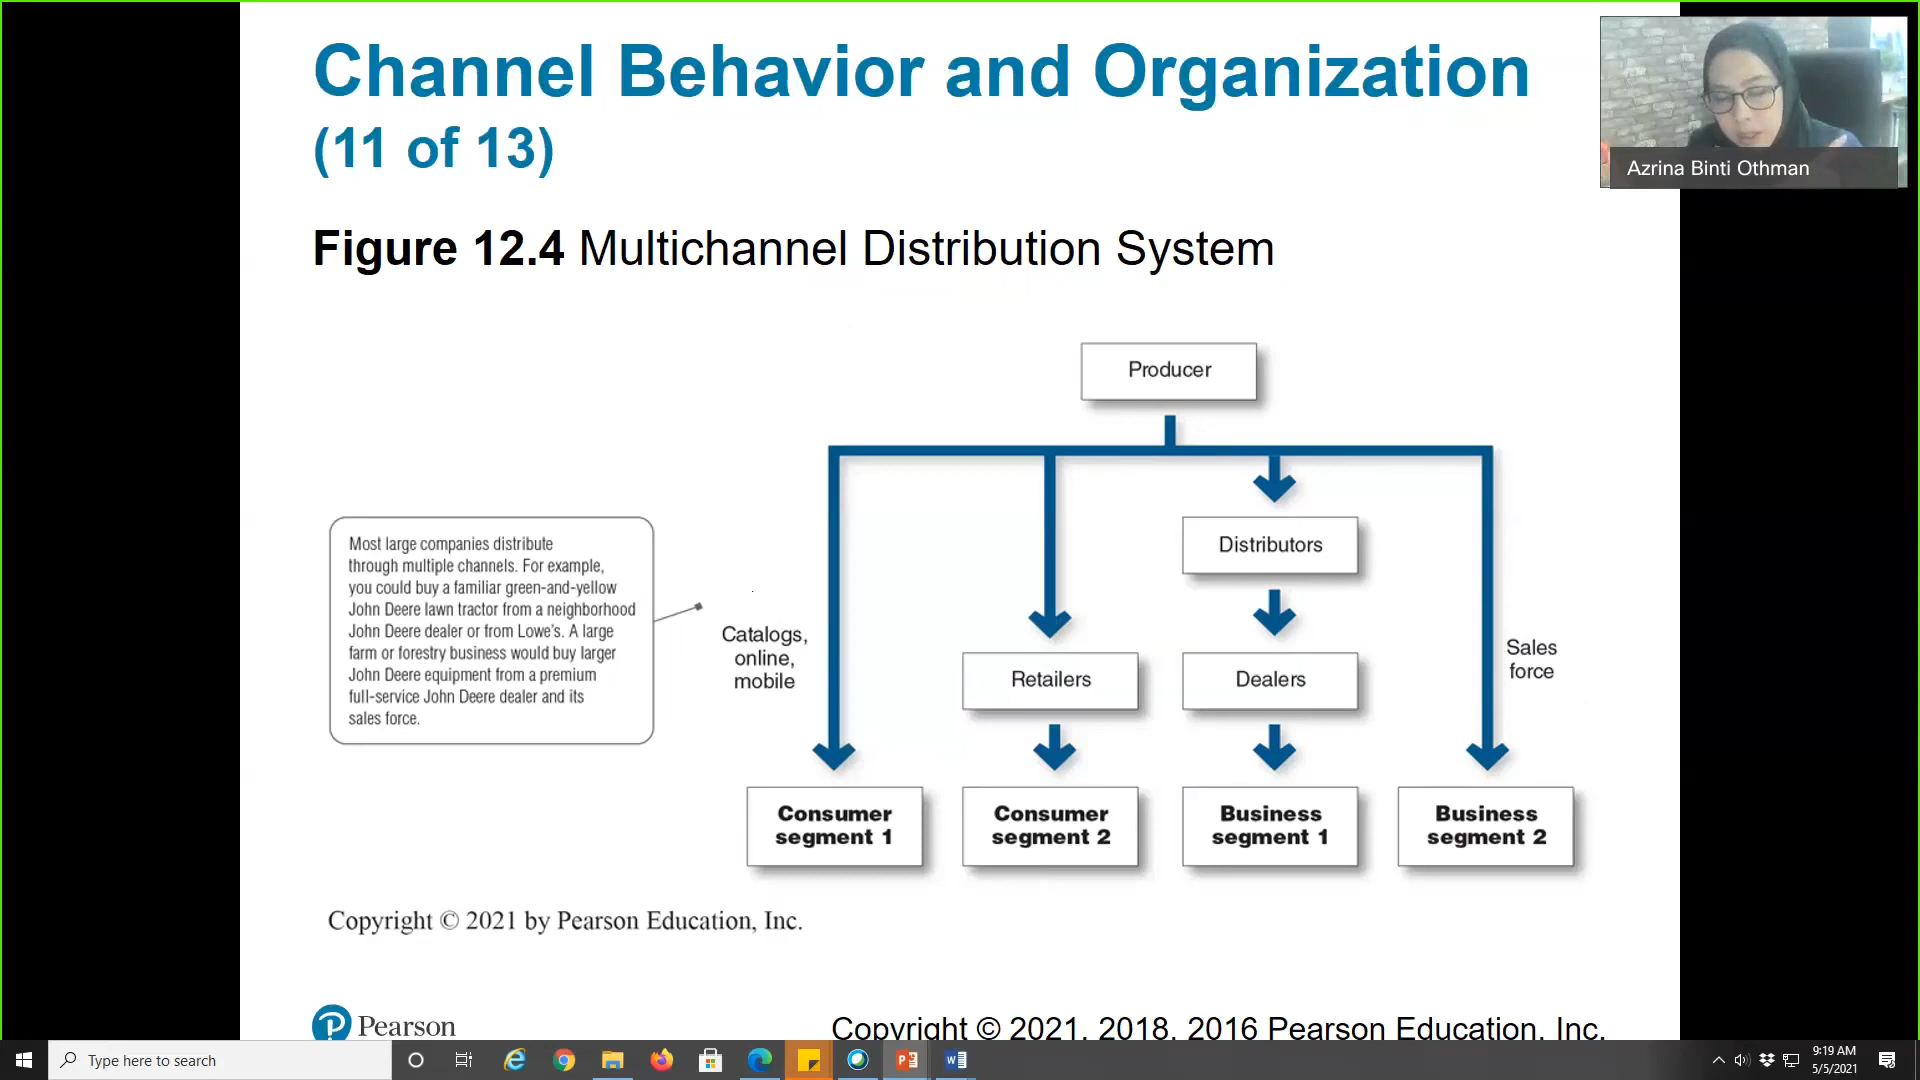 Channel Behavior and Organization
(11 of 13)
Azrina Binti Othman
Figure 12.4 Multichannel Distribution System
Producer
Most large companies distribute
through multiple channels. For example,
you could buy a familiar green-and-yellow
John Deere lawn tractor from a neighborhood
John Deere dealer or from Lowe's. A large
farm or forestry business would buy larger
John Deere equipment from a premium
full-service John Deere dealer and its
sales force.
Catalogs,
online,
mobile
Distributors
Retailers
Dealers
Sales
force
Consumer
segment 1
Consumer
segment 2
Business
segment 1
Business
segment 2
Copyright © 2021 by Pearson Education, Inc.
Pearson
Copyright © 2021, 2018, 2016 Pearson Education, Inc.
Type here to search
9:19 AM
5/5/2021